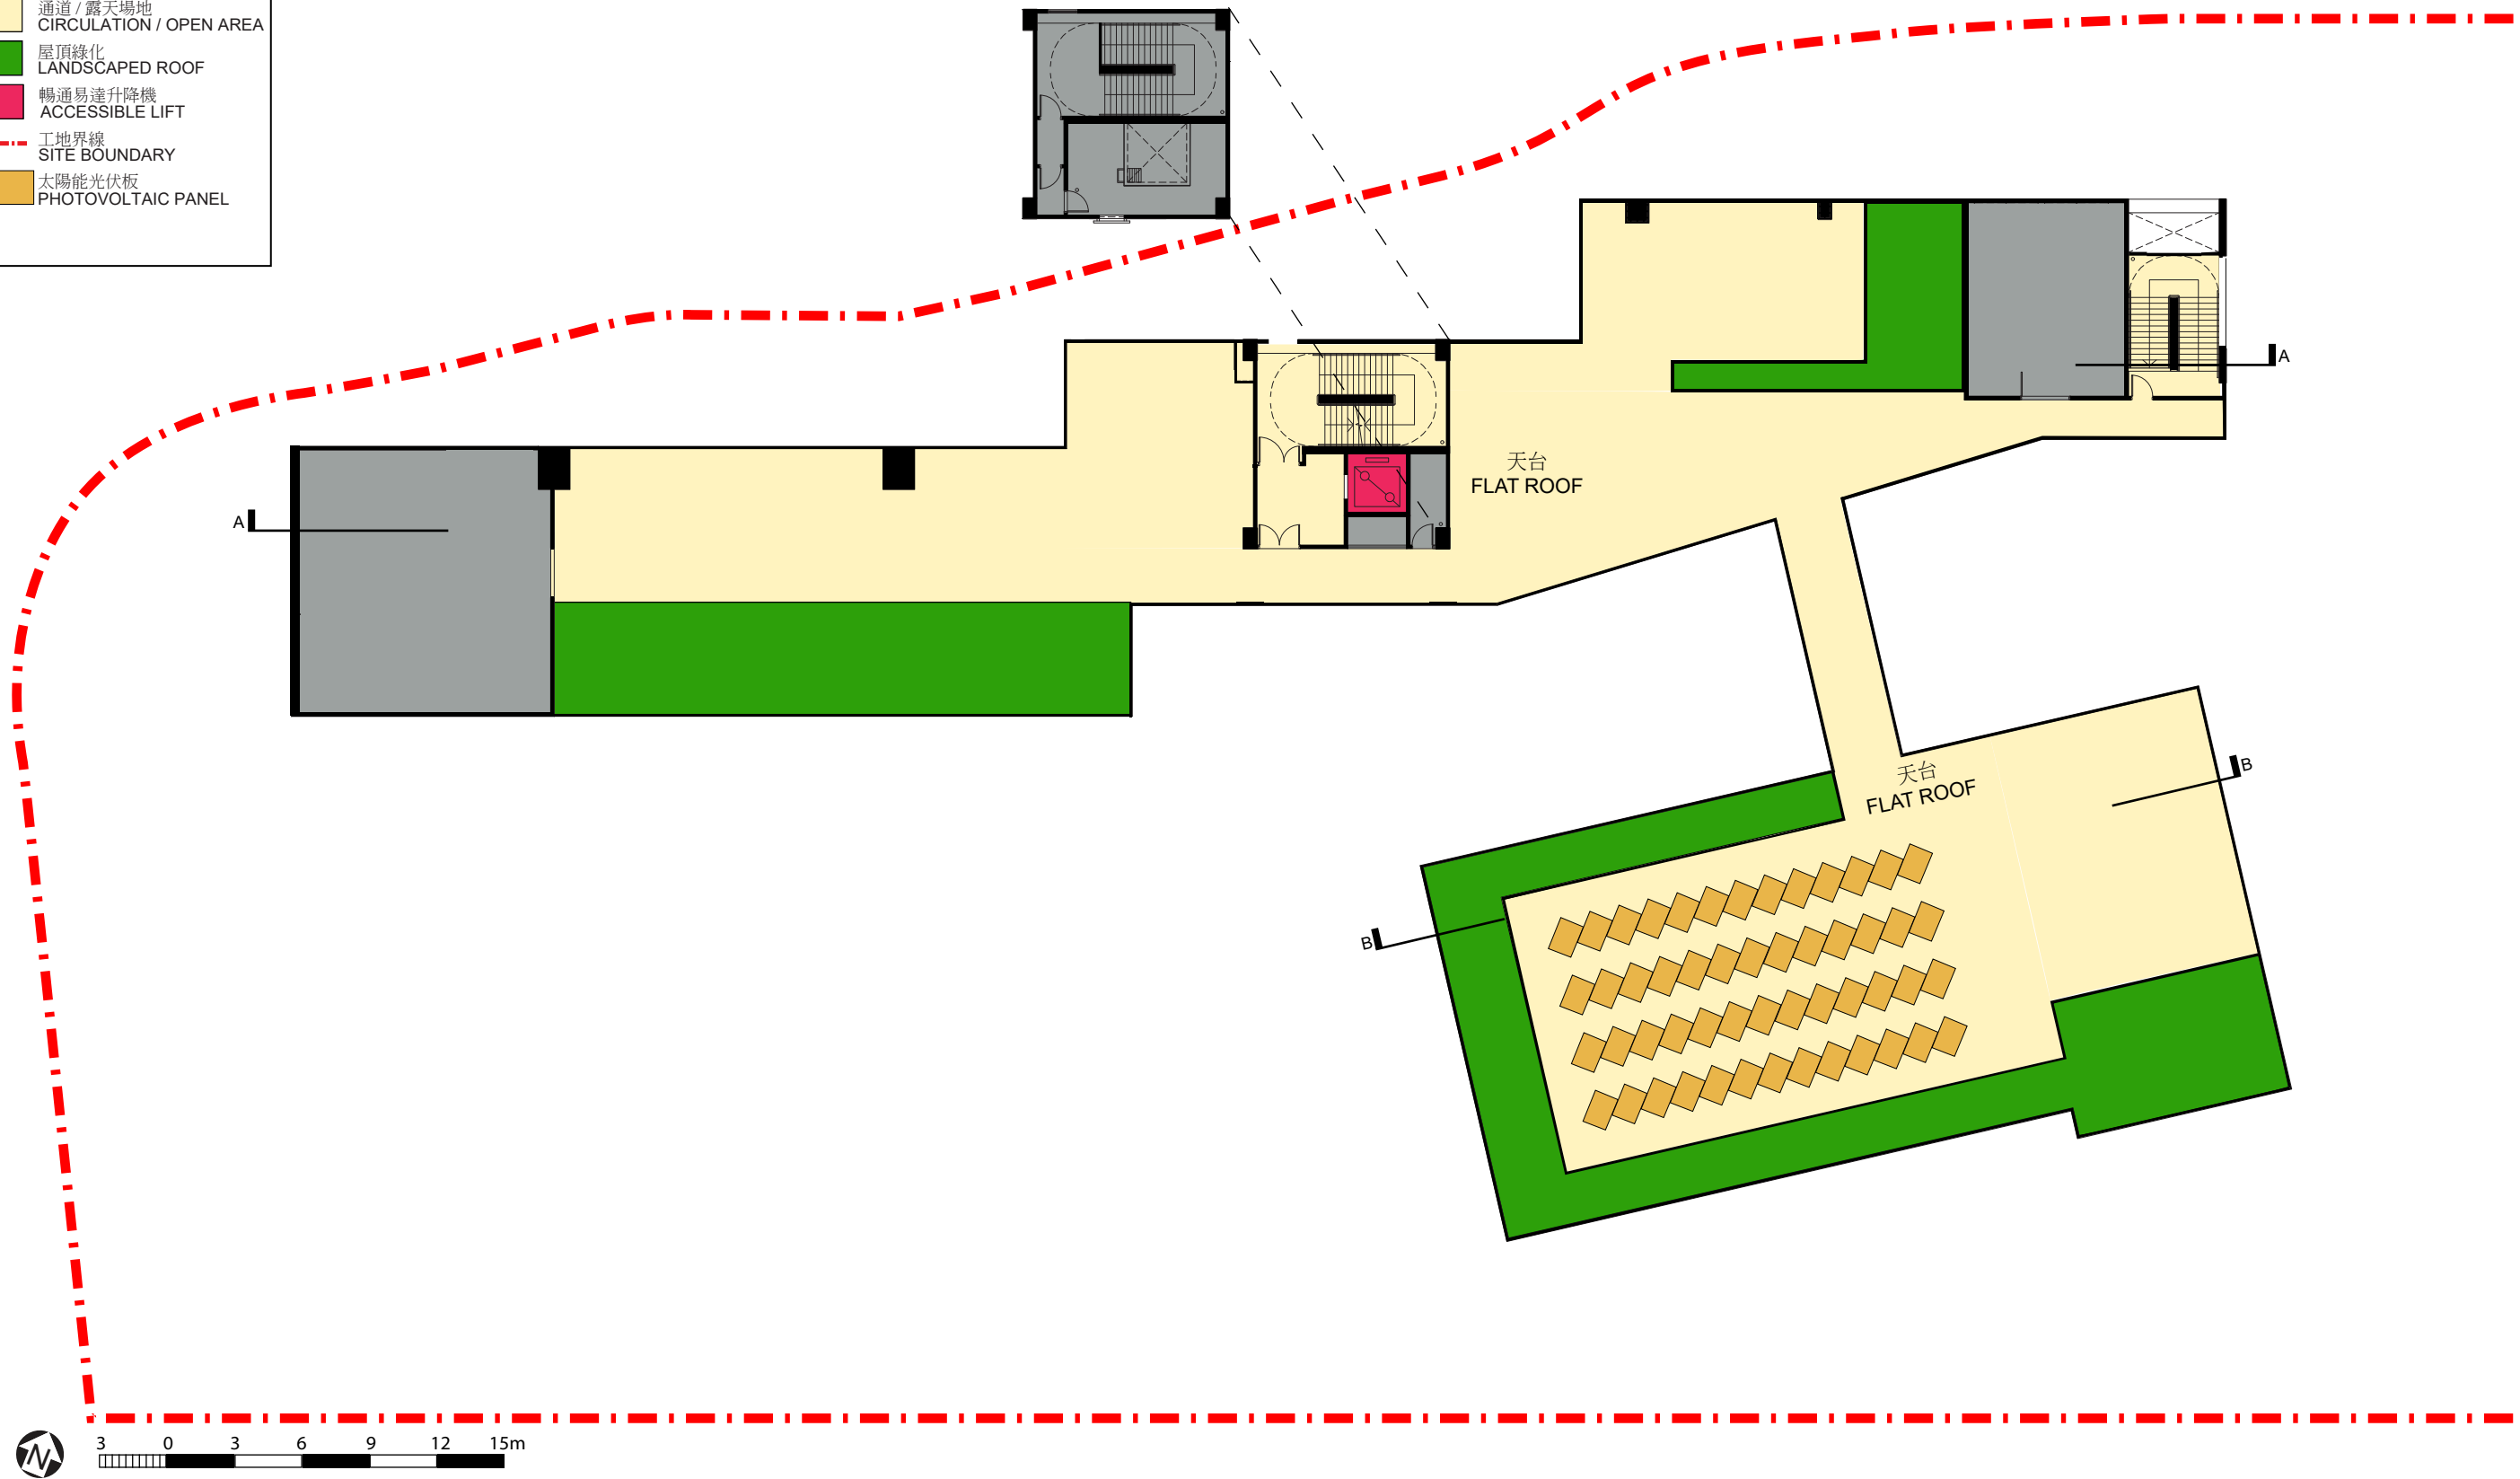 通道 / 露天場地
CIRCULATION / OPEN AREA
屋頂綠化
LANDSCAPED ROOF
暢通易達升降機
ACCESSIBLE LIFT
工地界線
SITE BOUNDARY
太陽能光伏板
PHOTOVOLTAIC PANEL
A
天台
FLAT ROOF
A
天台
FLAT ROOF
B
B
N
3 0 3 6 9 12 15m